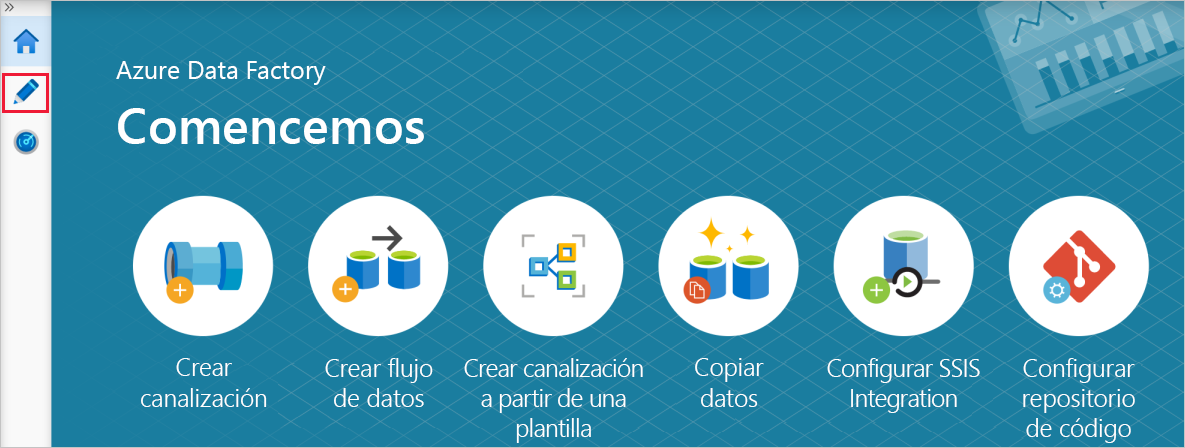 »
Azure Data Factory
Comencemos
Crear
canalización
Crear flujo
de datos
Crear canalización
a partir de una
plantilla
Copiar
datos
Configurar SSIS
Integration
Configurar
repositorio
de código